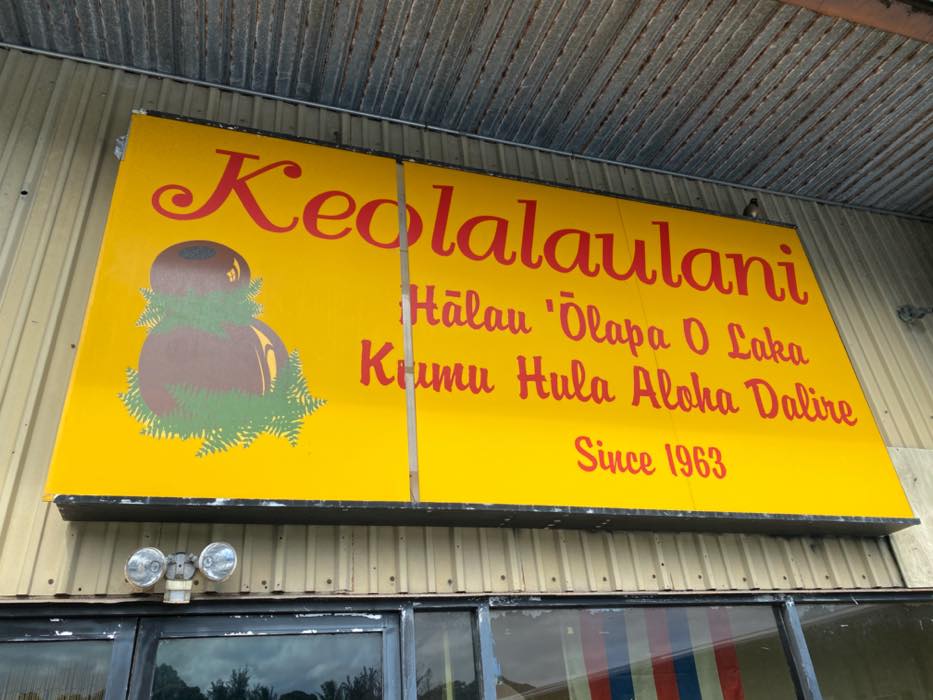 Keolalaulani
Hālau 'Ōlapa O Laka
Kumu Hula Aloha Dalire
Since 1963